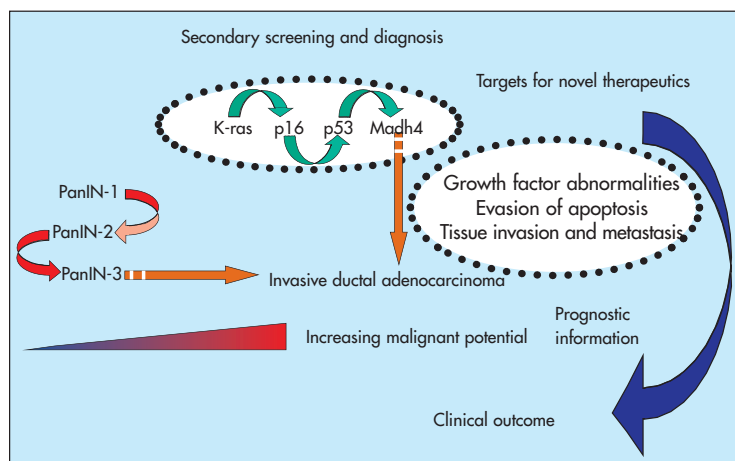 Secondary screening and diagnosis
Targets for novel therapeutics
K-ras p16 p53 Madh4
Growth factor abnormalities
Evasion of apoptosis
Tissue invasion and metastasis
PanIN-1
PanIN-2
PanIN-3
Invasive ductal adenocarcinoma
Increasing malignant potential
Prognostic
information
Clinical outcome